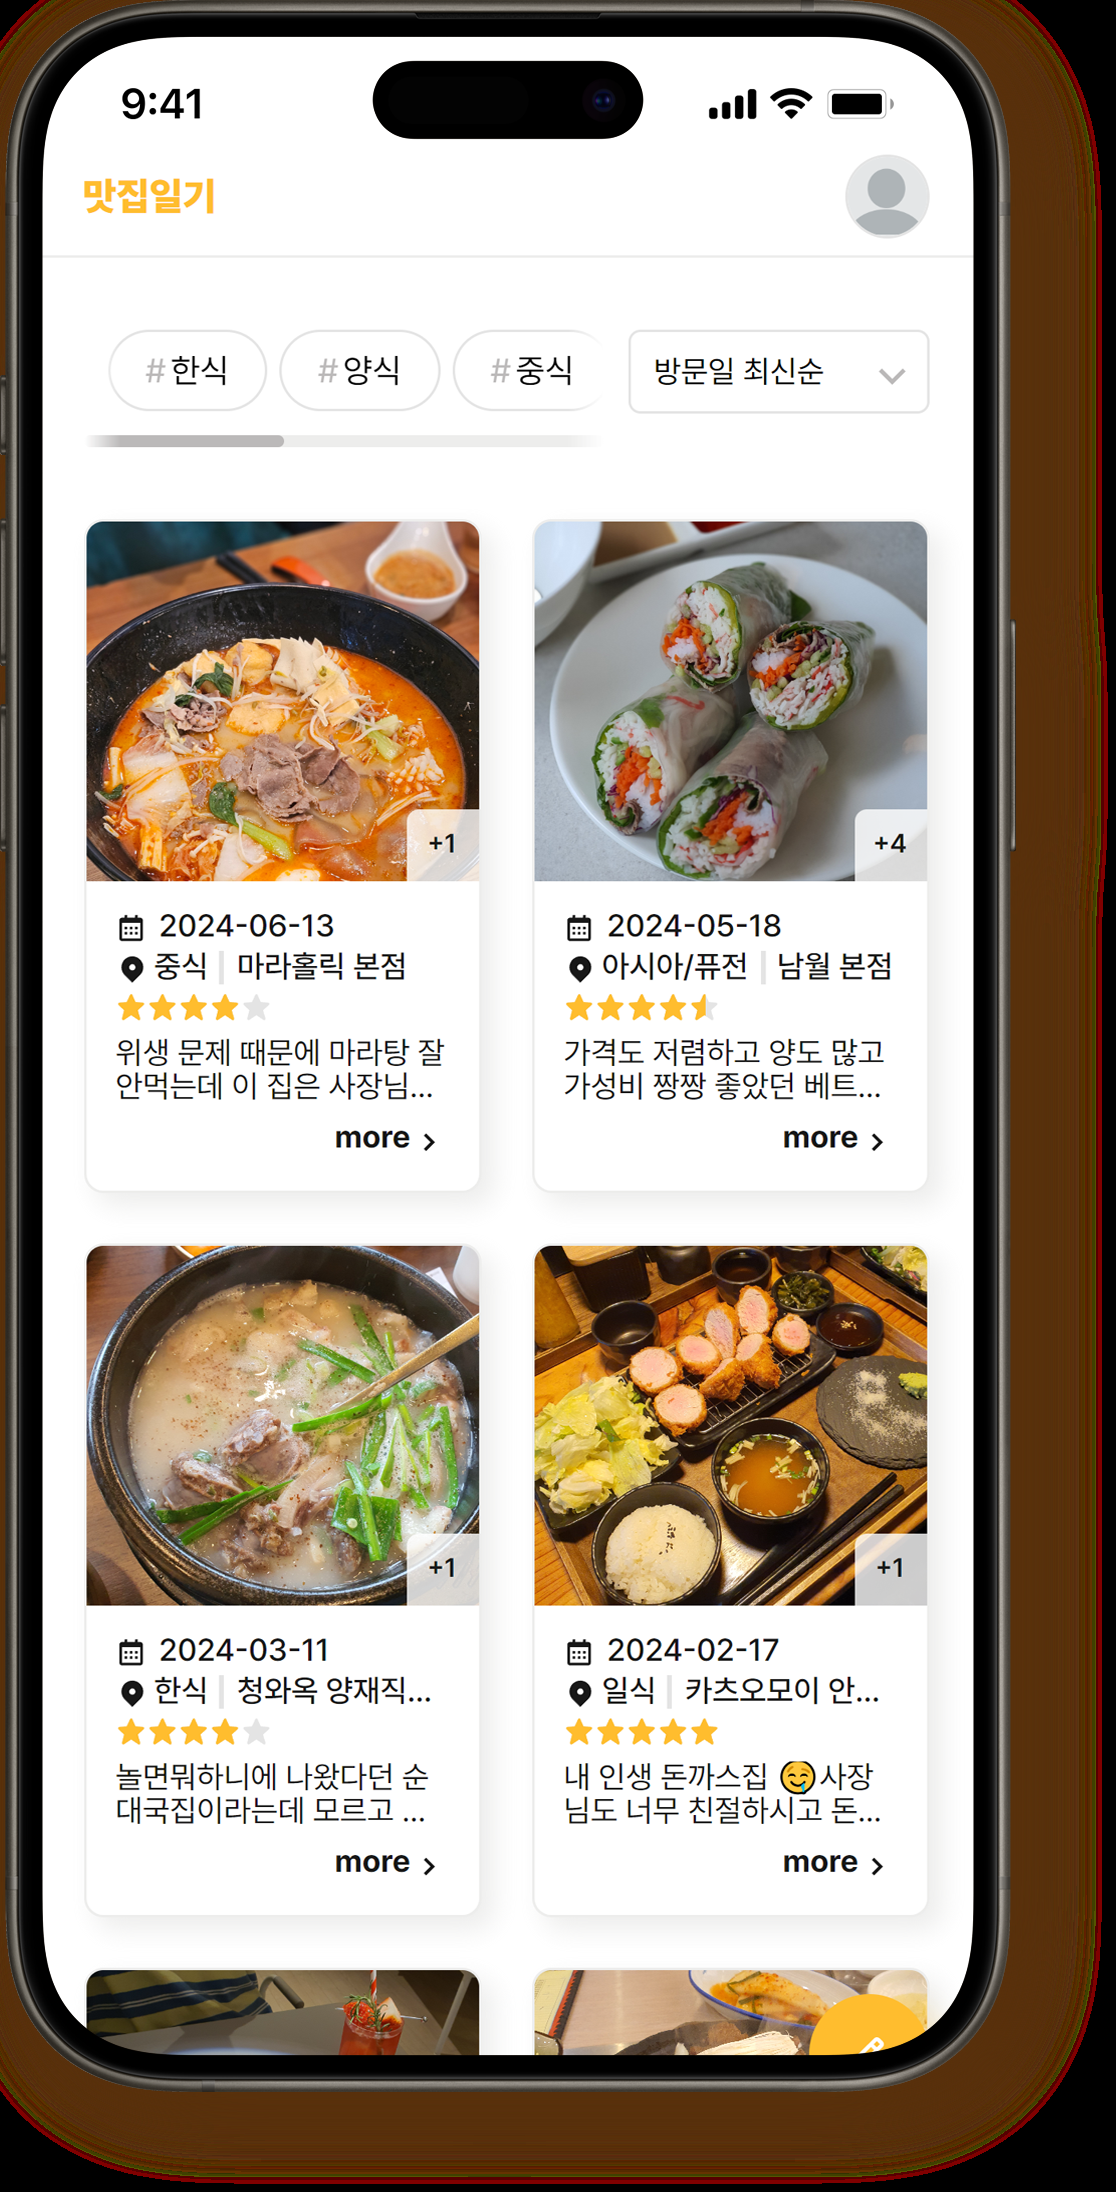 9:41
맛집일기
# 한식
# 양식
# 중식
방문일 최신순
+1
2024-06-13
중식 | 마라홀릭 본점
위생 문제 때문에 마라탕 잘
안먹는데 이 집은 사장님...
more
+4
2024-05-18
아시아/퓨전 | 남월 본점
가격도 저렴하고 양도 많고
가성비 짱짱 좋았던 베트...
more
+1
2024-03-11
한식 | 청와옥 양재직...
놀면뭐하니에 나왔다던 순
대국집이라는데 모르고 ...
more
+1
2024-02-17
일식 | 카츠오모이 안...
내 인생 돈까스집 🤤사장
님도 너무 친절하시고 돈...
more